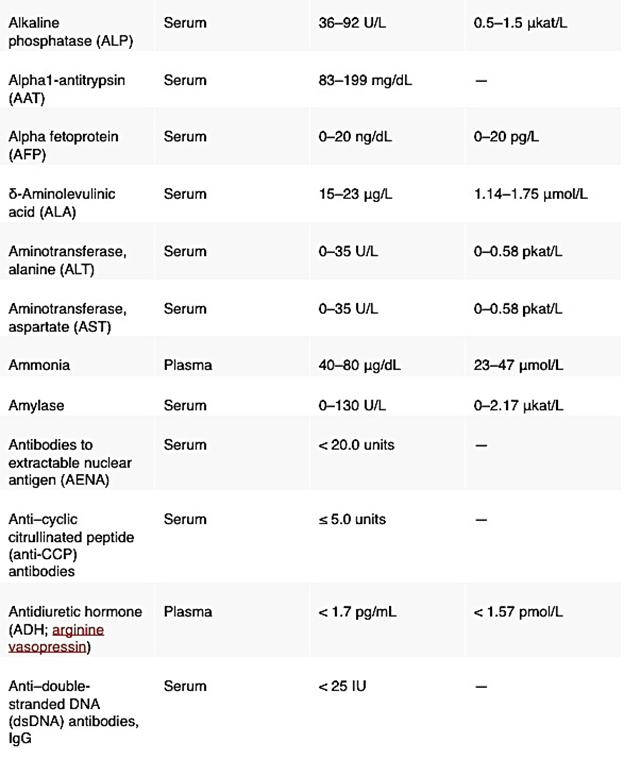 Alkaline Serum 36–92 U/L 0.5–1.5 μkat/L
phosphatase (ALP)
Alpha1-antitrypsin Serum 83–199 mg/dL —
(AAT)
Alpha fetoprotein Serum 0–20 ng/dL 0–20 pg/L
(AFP)
δ-Aminolevulinic Serum 15–23 μg/L 1.14–1.75 μmol/L
acid (ALA)
Aminotransferase, Serum 0–35 U/L 0–0.58 pkat/L
alanine (ALT)
Aminotransferase, Serum 0–35 U/L 0–0.58 pkat/L
aspartate (AST)
Ammonia Plasma 40–80 μg/dL 23–47 μmol/L
Amylase Serum 0–130 U/L 0–2.17 μkat/L
Antibodies to Serum < 20.0 units —
extractable nuclear
antigen (AENA)
Anti–cyclic Serum ≤ 5.0 units —
citrullinated peptide
(anti-CCP)
antibodies
Antidiuretic hormone Plasma < 1.7 pg/mL < 1.57 pmol/L
(ADH; arginine
vasopressin)
Anti–double- Serum < 25 IU —
stranded DNA
(dsDNA) antibodies,
IgG